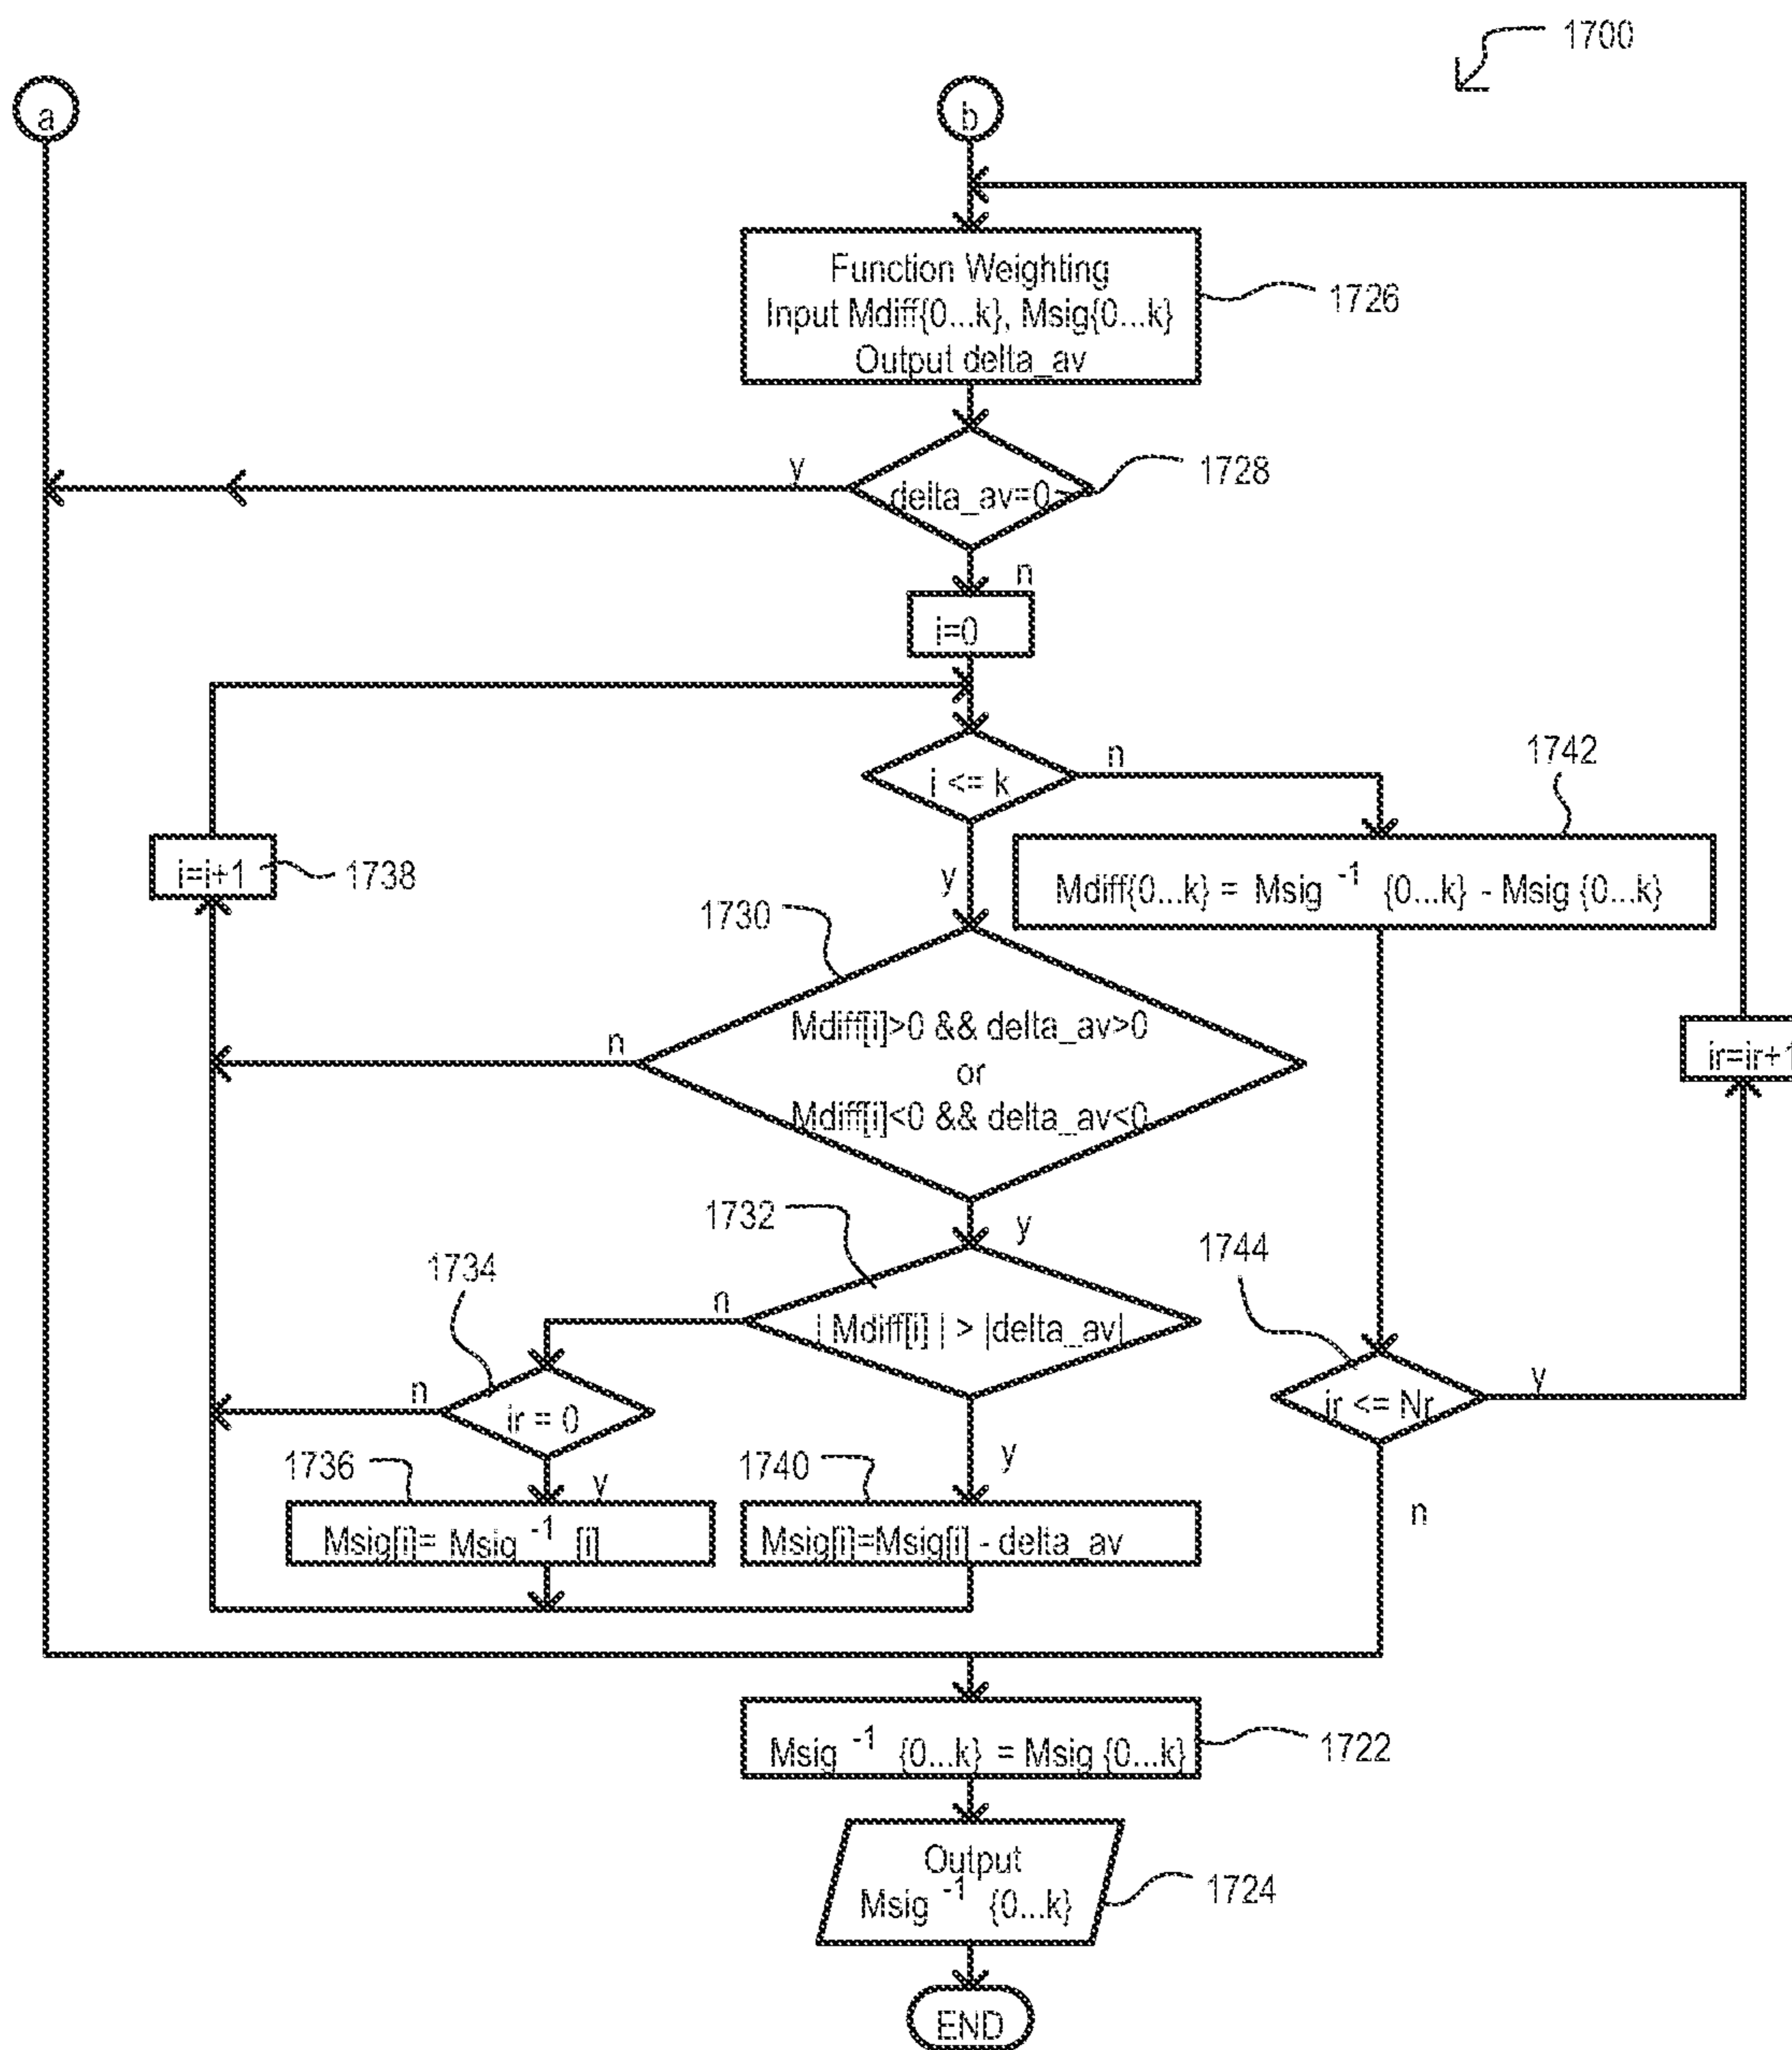 1700
a
b
Function Weighting
Input Mdiff{0...k}, Msig{0...k}
Output delta_av
1726
y
delta_av=0
1728
n
i=0
i <= k
n
1742
i=i+1
1738
y
Mdiff{0...k} = Msig ⁻¹ {0...k} - Msig {0...k}
1730
Mdiff[i]>0 && delta_av>0
or
Mdiff[i]<0 && delta_av<0
n
ir=ir+1
1732
y
1744
1734
n
| Mdiff[i] | > |delta_av|
n
ir = 0
ir <= Nr
y
1736
y
1740
y
n
Msig[i]= Msig ⁻¹ [i]
Msig[i]=Msig[i] - delta_av
Msig ⁻¹ {0...k} = Msig {0...k}
1722
Output
Msig ⁻¹ {0...k}
1724
END